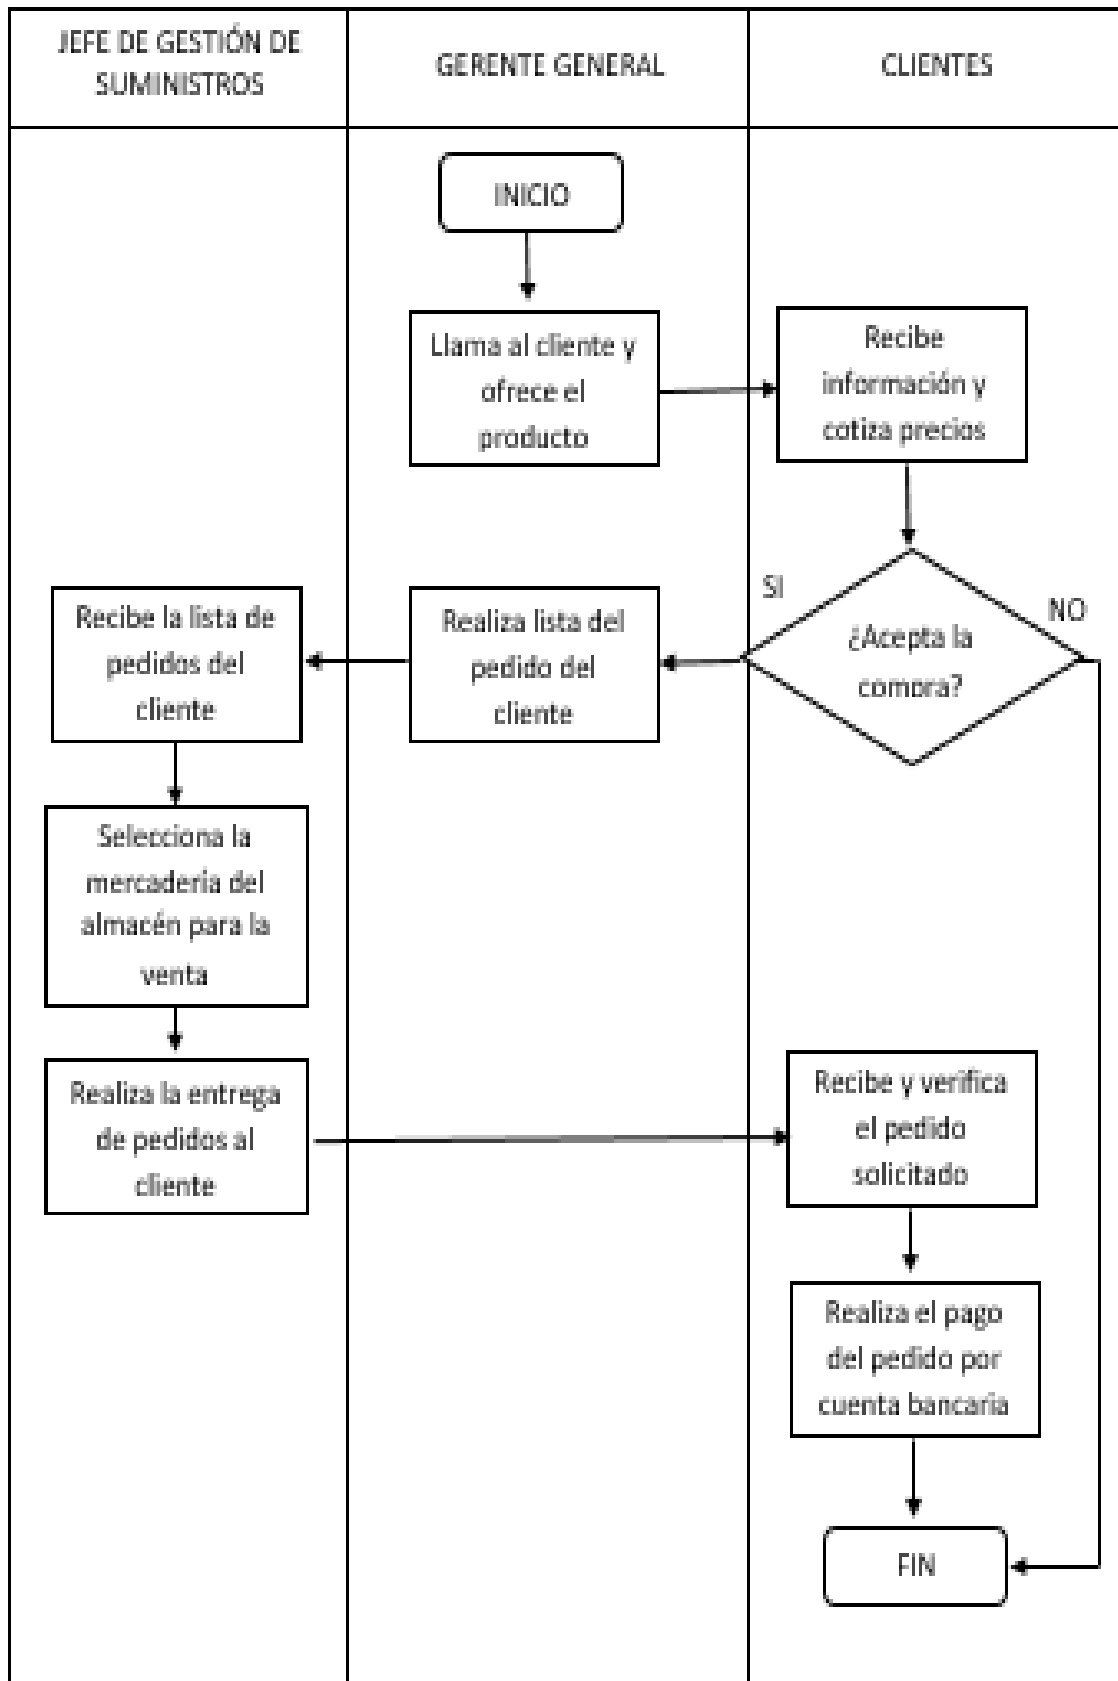 JEFE DE GESTIÓN DE
SUMINISTROS
GERENTE GENERAL
CLIENTES
INICIO
Llama al cliente y
ofrece el
producto
Recibe
información y
cotiza precios
SI
NO
¿Acepta la
compra?
Realiza lista del
pedido del
cliente
Recibe la lista de
pedidos del
cliente
Selecciona la
mercadería del
almacén para la
venta
Realiza la entrega
de pedidos al
cliente
Recibe y verifica
el pedido
solicitado
Realiza el pago
del pedido por
cuenta bancaria
FIN